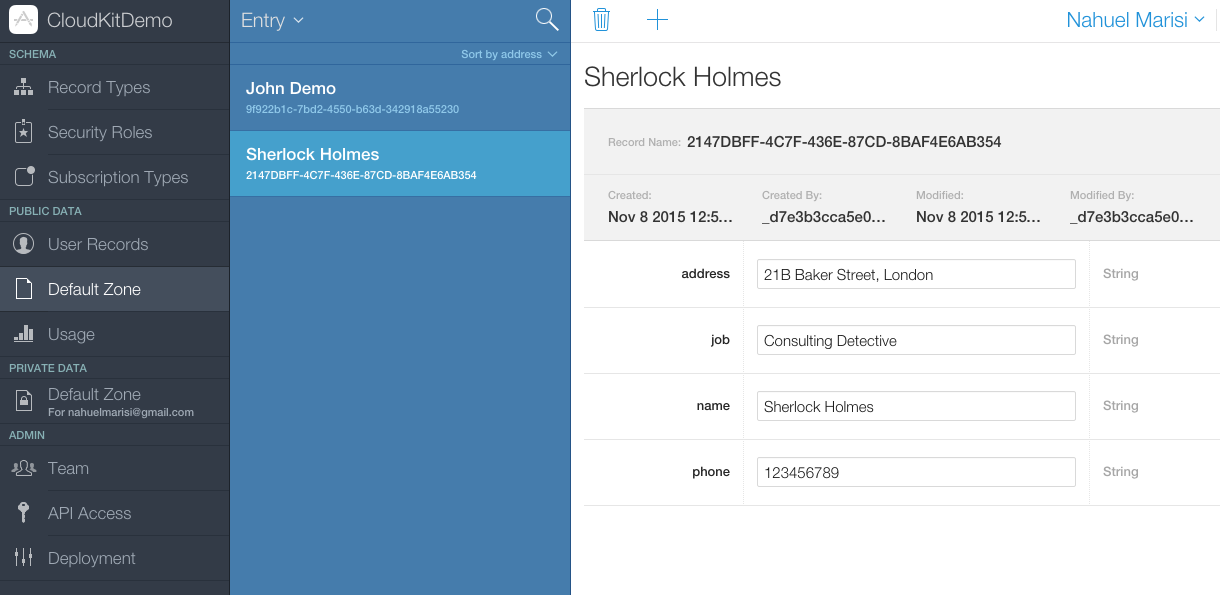 CloudKitDemo
SCHEMA
Record Types
Security Roles
Subscription Types
PUBLIC DATA
User Records
Default Zone
Usage
PRIVATE DATA
Default Zone
For nahuelmarisi@gmail.com
ADMIN
Team
API Access
Deployment
Entry
Sort by address
John Demo
9f922b1c-7bd2-4550-b63d-342918a55230
Sherlock Holmes
2147DBFF-4C7F-436E-87CD-8BAF4E6AB354
Nahuel Marisi
Sherlock Holmes
Record Name: 2147DBFF-4C7F-436E-87CD-8BAF4E6AB354
Created: Created By: Modified: Modified By:
Nov 8 2015 12:5... _d7e3b3cca5e0... Nov 8 2015 12:5... _d7e3b3cca5e0...
address 21B Baker Street, London String
job Consulting Detective String
name Sherlock Holmes String
phone 123456789 String